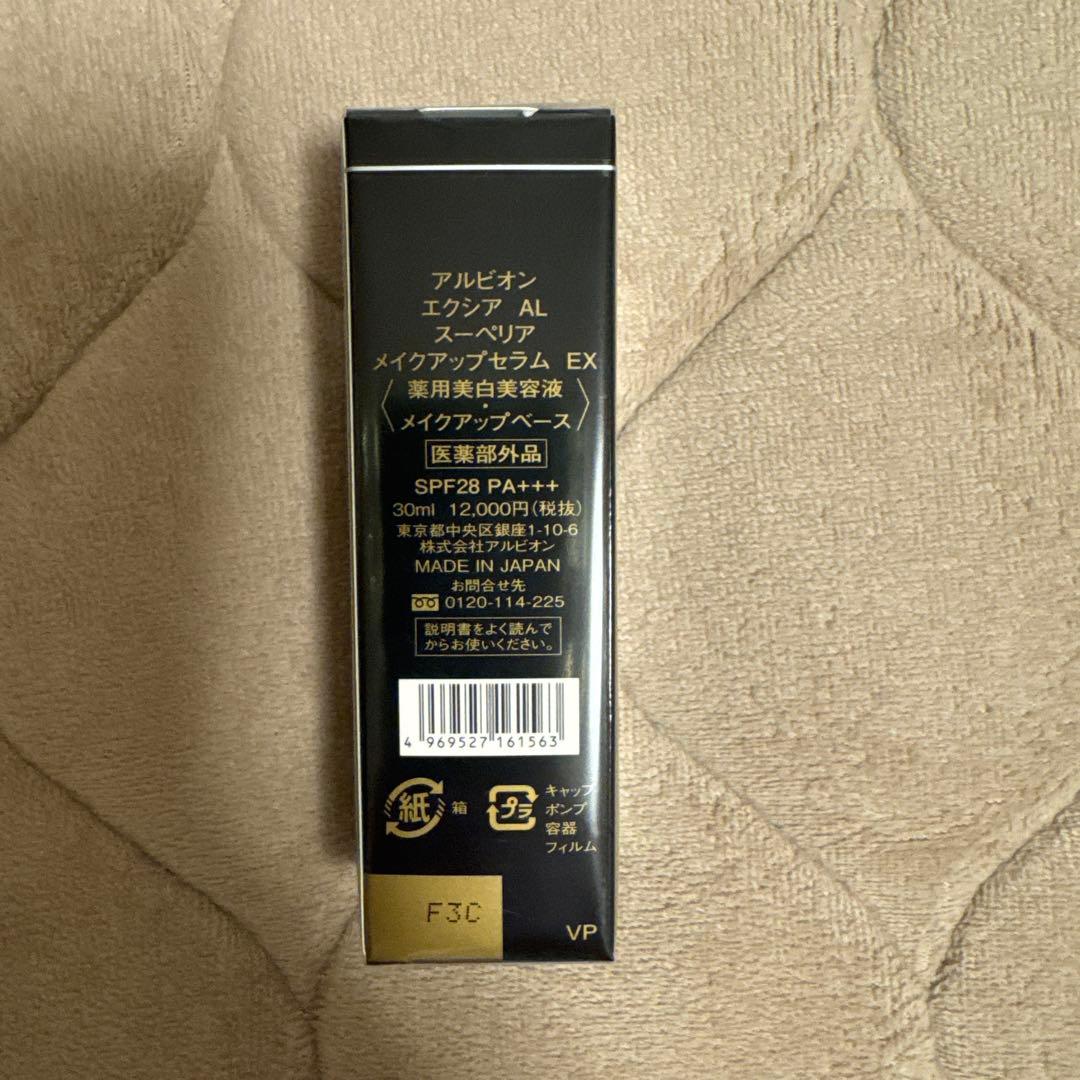 アルビオン
エクシア AL
スーペリア
メイクアップセラム EX
〈薬用美白美容液・
メイクアップベース〉
医薬部外品
SPF28 PA+++
30ml 12,000円(税抜)
東京都中央区銀座1-10-6
株式会社アルビオン
MADE IN JAPAN
お問合せ先
0120-114-225
説明書をよく読んで
からお使いください。
4 969527 161563
紙 箱
プラ キャップ
ポンプ
容器
フィルム
F3C
VP